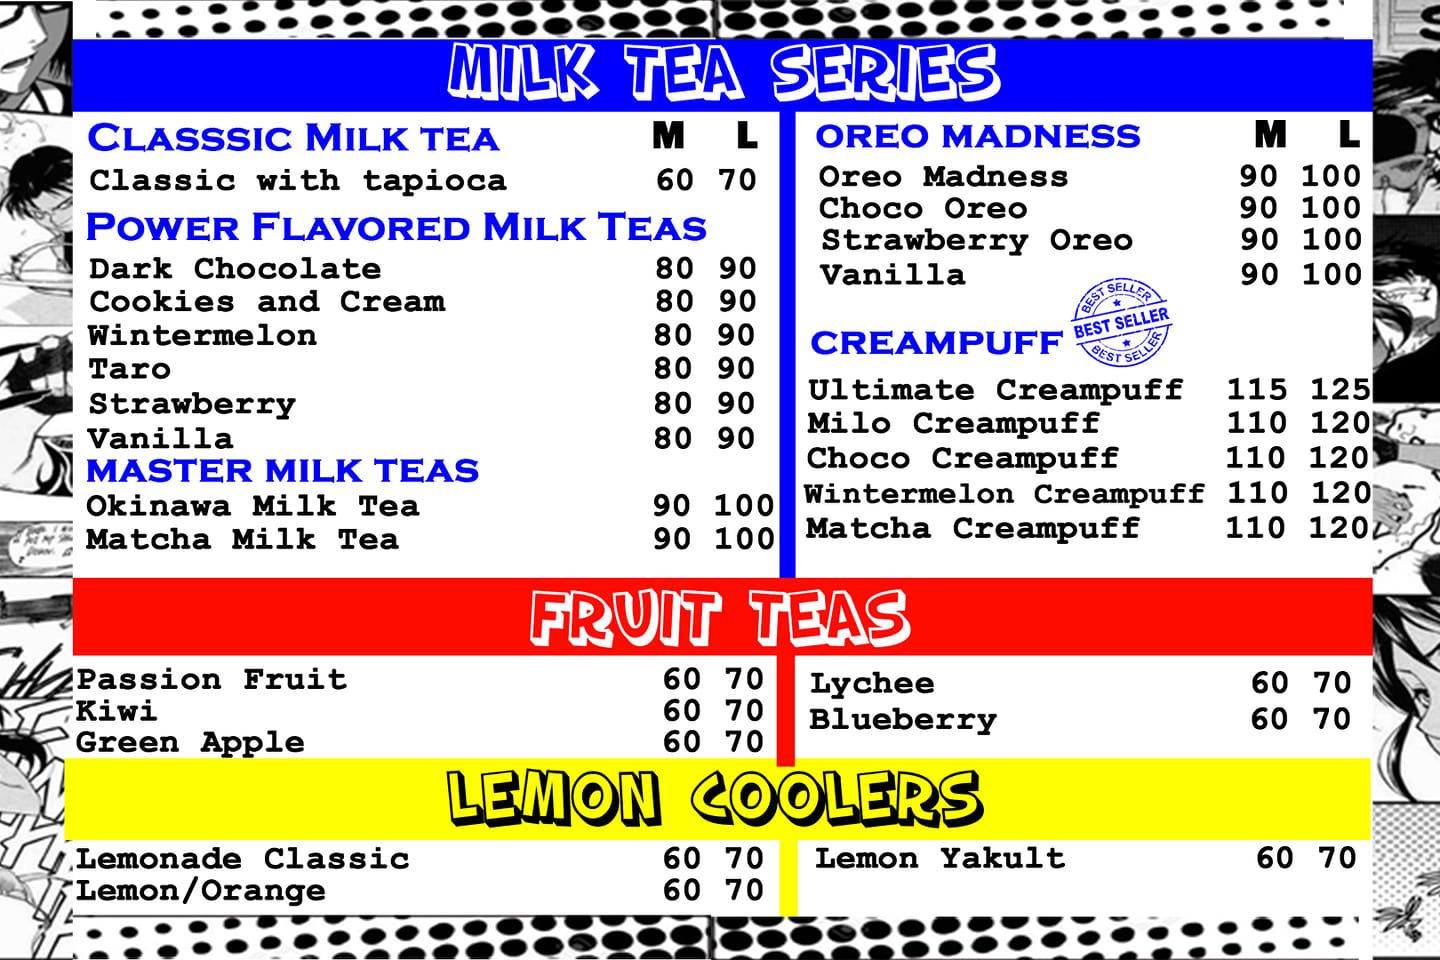 MILK TEA SERIES
CLASSSIC MILK TEA M L
Classic with tapioca 60 70
POWER FLAVORED MILK TEAS
Dark Chocolate 80 90
Cookies and Cream 80 90
Wintermelon 80 90
Taro 80 90
Strawberry 80 90
Vanilla 80 90
MASTER MILK TEAS
Okinawa Milk Tea 90 100
Matcha Milk Tea 90 100
OREO MADNESS M L
Oreo Madness 90 100
Choco Oreo 90 100
Strawberry Oreo 90 100
Vanilla 90 100
BEST SELLER
BEST SELLER
BEST SELLER
CREAMPUFF
Ultimate Creampuff 115 125
Milo Creampuff 110 120
Choco Creampuff 110 120
Wintermelon Creampuff 110 120
Matcha Creampuff 110 120
FRUIT TEAS
Passion Fruit 60 70
Kiwi 60 70
Green Apple 60 70
Lychee 60 70
Blueberry 60 70
LEMON COOLERS
Lemonade Classic 60 70
Lemon/Orange 60 70
Lemon Yakult 60 70